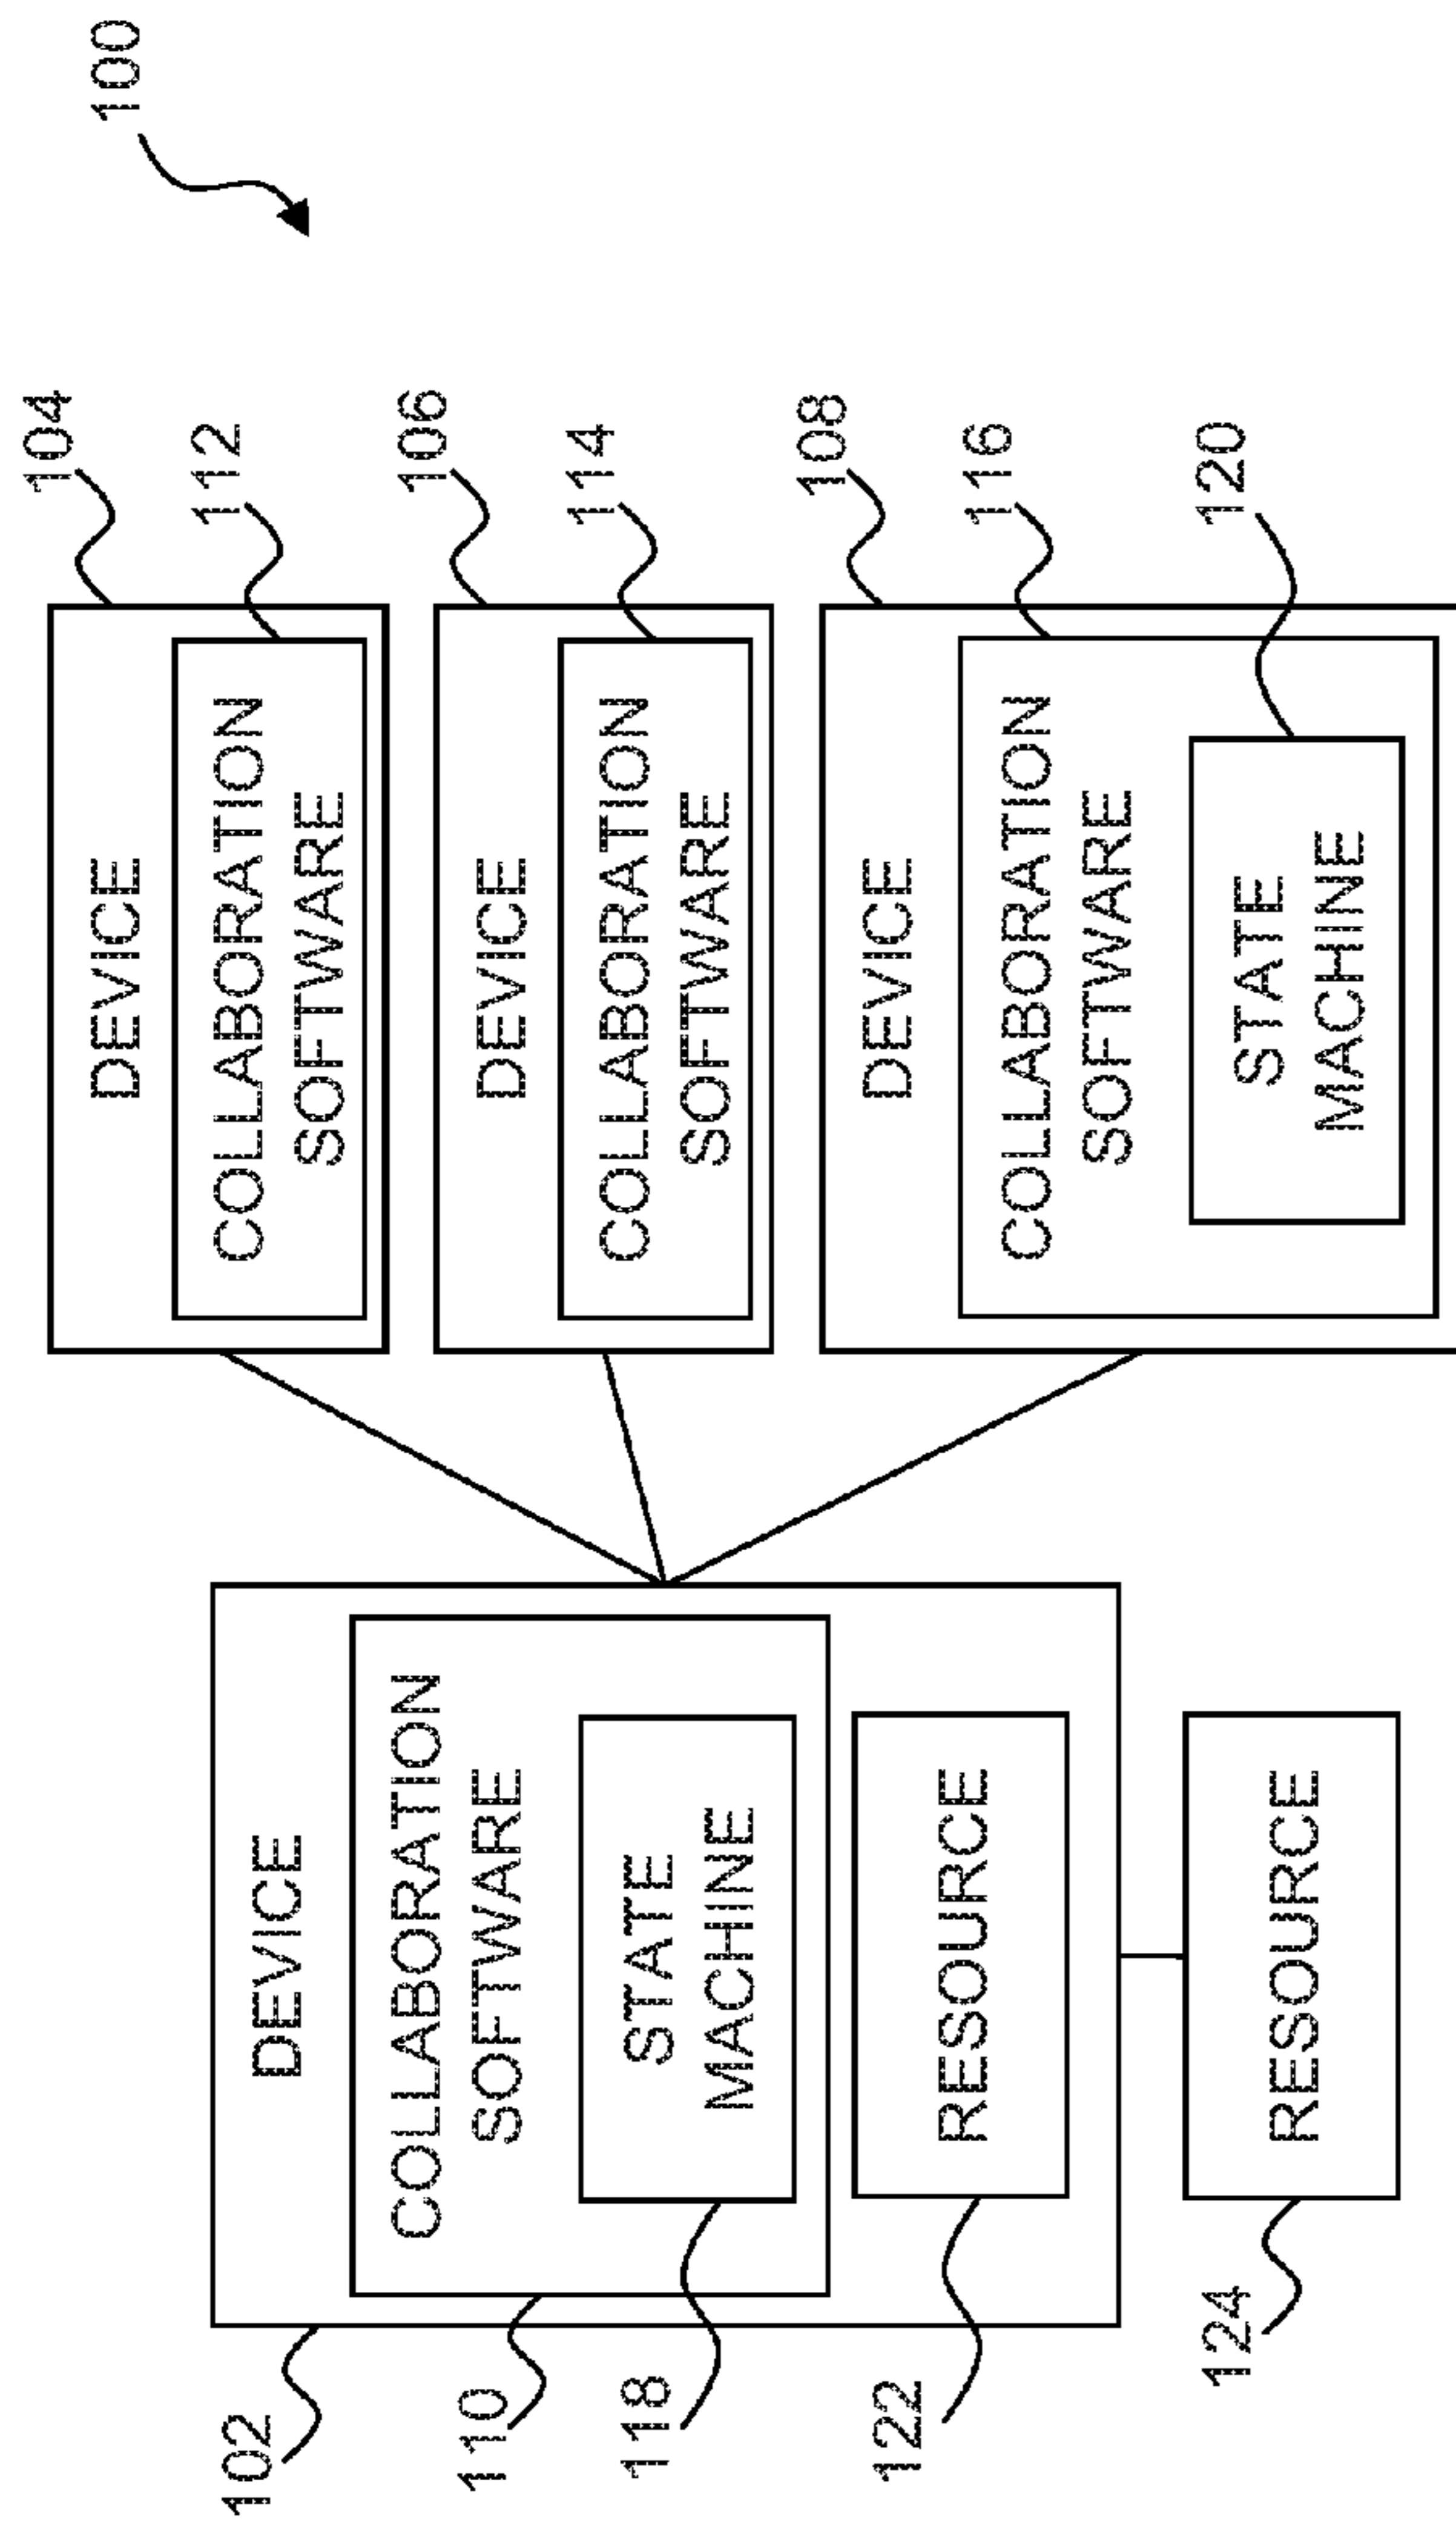 100
104
DEVICE
112
COLLABORATION
SOFTWARE
106
DEVICE
114
COLLABORATION
SOFTWARE
108
DEVICE
116
COLLABORATION
SOFTWARE
120
STATE
MACHINE
102
DEVICE
110
COLLABORATION
SOFTWARE
118
STATE
MACHINE
122
RESOURCE
124
RESOURCE